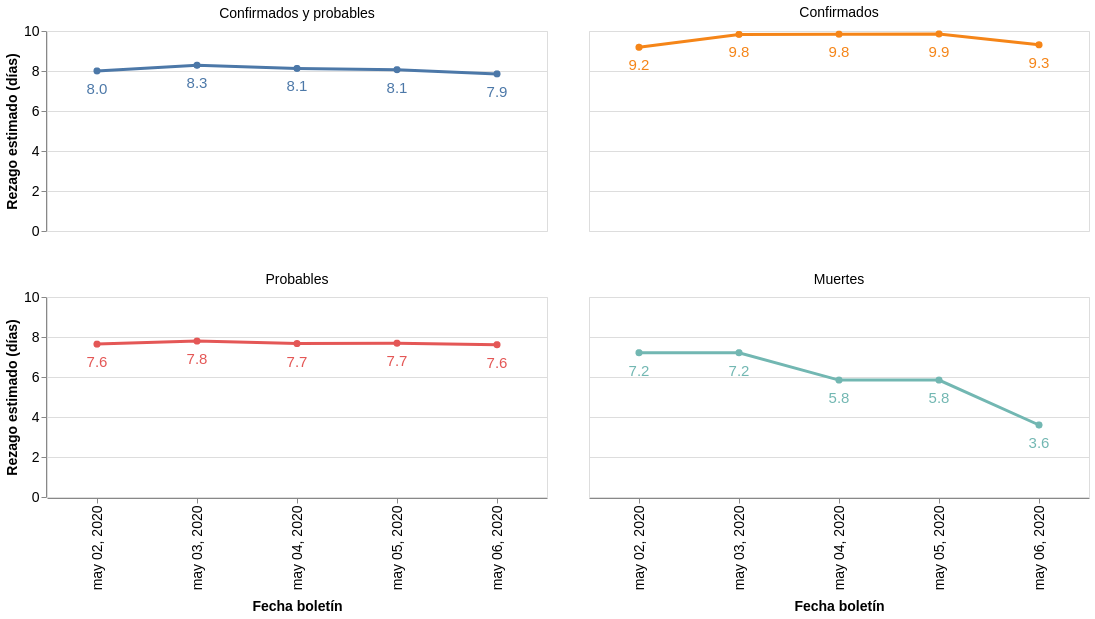 Confirmados y probables
Rezago estimado (días)
10
8
6
4
2
0
8.0
8.3
8.1
8.1
7.9
Confirmados
9.2
9.8
9.8
9.9
9.3
Probables
Rezago estimado (días)
10
8
6
4
2
0
7.6
7.8
7.7
7.7
7.6
may 02, 2020
may 03, 2020
may 04, 2020
may 05, 2020
may 06, 2020
Fecha boletín
Muertes
7.2
7.2
5.8
5.8
3.6
may 02, 2020
may 03, 2020
may 04, 2020
may 05, 2020
may 06, 2020
Fecha boletín